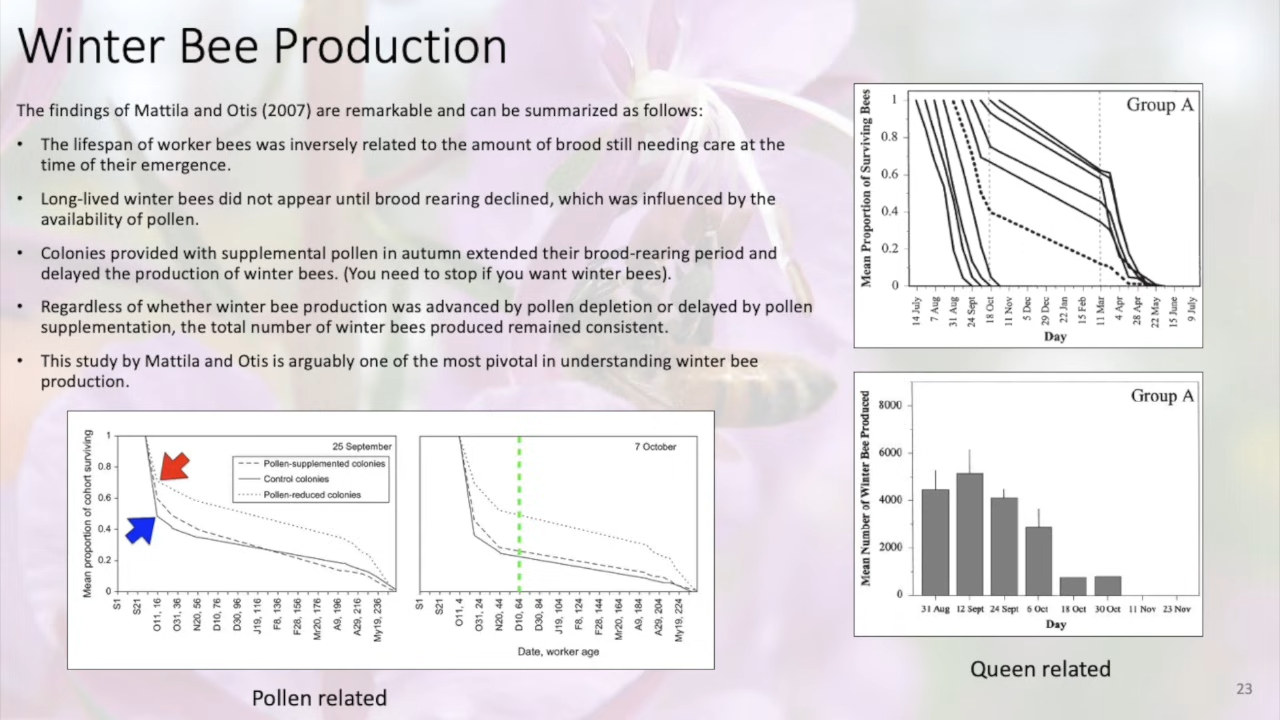 Winter Bee Production
The findings of Mattila and Otis (2007) are remarkable and can be summarized as follows:
• The lifespan of worker bees was inversely related to the amount of brood still needing care at the
time of their emergence.
• Long-lived winter bees did not appear until brood rearing declined, which was influenced by the
availability of pollen.
• Colonies provided with supplemental pollen in autumn extended their brood-rearing period and
delayed the production of winter bees. (You need to stop if you want winter bees).
• Regardless of whether winter bee production was advanced by pollen depletion or delayed by pollen
supplementation, the total number of winter bees produced remained consistent.
• This study by Mattila and Otis is arguably one of the most pivotal in understanding winter bee
production.
Mean proportion of cohort surviving
1
0.8
0.6
0.4
0.2
0
25 September
Pollen-supplemented colonies
Control colonies
Pollen-reduced colonies
S1
S21
O11, 16
O31, 36
N20, 56
D10, 76
D30, 96
J19, 116
F8, 136
F28, 156
Mr20, 176
A9, 196
A29, 216
My19, 236
7 October
S1
S21
O11, 4
O31, 24
N20, 44
D10, 64
D30, 84
J19, 104
F8, 124
F28, 144
Mr20, 164
A9, 184
A29, 204
My19, 224
Date, worker age
Pollen related
Group A
Mean Proportion of Surviving Bees
1
0.8
0.6
0.4
0.2
0
14 July
7 Aug
31 Aug
24 Sept
18 Oct
11 Nov
5 Dec
29 Dec
22 Jan
15 Feb
11 Mar
4 Apr
28 Apr
22 May
15 June
9 July
Day
Group A
Mean Number of Winter Bee Produced
8000
6000
4000
2000
0
31 Aug
12 Sept
24 Sept
6 Oct
18 Oct
30 Oct
11 Nov
23 Nov
Day
Queen related
23